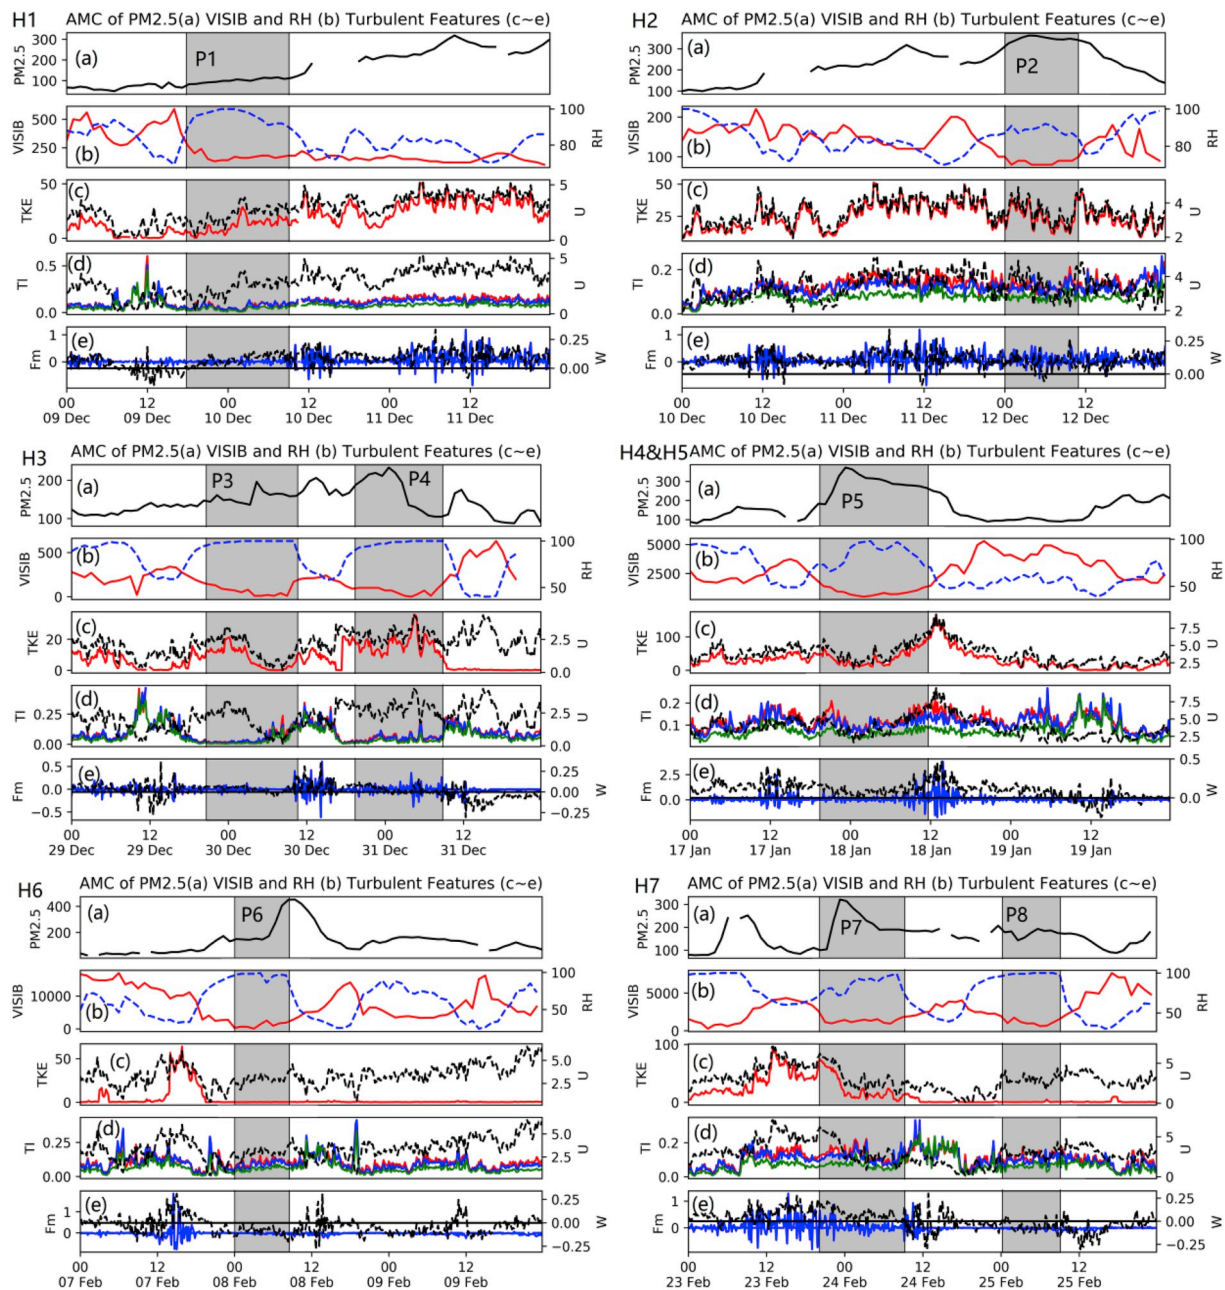 H1 AMC of PM2.5(a) VISIB and RH (b) Turbulent Features (c~e)
PM2.5 300 200 100 (a) P1
VISIB 500 250 (b) 100 80 RH
TKE 50 0 (c) 5 0 U
TI 0.5 0.0 (d) 5 0 U
Fm 1 0 (e) 0.25 0.00 W
00 12 00 12 00 12
09 Dec 09 Dec 10 Dec 10 Dec 11 Dec 11 Dec
H2 AMC of PM2.5(a) VISIB and RH (b) Turbulent Features (c~e)
PM2.5 300 200 100 (a) P2
VISIB 200 100 (b) 100 80 RH
TKE 50 25 (c) 4 2 U
TI 0.2 0.0 (d) 4 2 U
Fm 1 0 (e) 0.25 0.00 W
00 12 00 12 00 12
10 Dec 10 Dec 11 Dec 11 Dec 12 Dec 12 Dec
H3 AMC of PM2.5(a) VISIB and RH (b) Turbulent Features (c~e)
PM2.5 200 100 (a) P3 P4
VISIB 500 0 (b) 100 50 RH
TKE 20 0 (c) 2.5 0.0 U
TI 0.25 0.00 (d) 2.5 0.0 U
Fm 0.5 0.0 −0.5 (e) 0.25 0.00 −0.25 W
00 12 00 12 00 12
29 Dec 29 Dec 30 Dec 30 Dec 31 Dec 31 Dec
H4&H5 AMC of PM2.5(a) VISIB and RH (b) Turbulent Features (c~e)
PM2.5 300 200 100 (a) P5
VISIB 5000 2500 (b) 100 50 RH
TKE 100 0 (c) 7.5 5.0 2.5 U
TI 0.2 0.1 (d) 7.5 5.0 2.5 U
Fm 2.5 0.0 (e) 0.5 0.0 W
00 12 00 12 00 12
17 Jan 17 Jan 18 Jan 18 Jan 19 Jan 19 Jan
H6 AMC of PM2.5(a) VISIB and RH (b) Turbulent Features (c~e)
PM2.5 400 200 (a) P6
VISIB 10000 0 (b) 100 50 RH
TKE 50 0 (c) 5.0 2.5 U
TI 0.25 0.00 (d) 5.0 2.5 U
Fm 1 0 (e) 0.25 0.00 −0.25 W
00 12 00 12 00 12
07 Feb 07 Feb 08 Feb 08 Feb 09 Feb 09 Feb
H7 AMC of PM2.5(a) VISIB and RH (b) Turbulent Features (c~e)
PM2.5 300 200 100 (a) P7 P8
VISIB 5000 0 (b) 100 50 RH
TKE 100 50 0 (c) 5 0 U
TI 0.2 0.0 (d) 5 0 U
Fm 1 0 (e) 0.25 0.00 −0.25 W
00 12 00 12 00 12
23 Feb 23 Feb 24 Feb 24 Feb 25 Feb 25 Feb